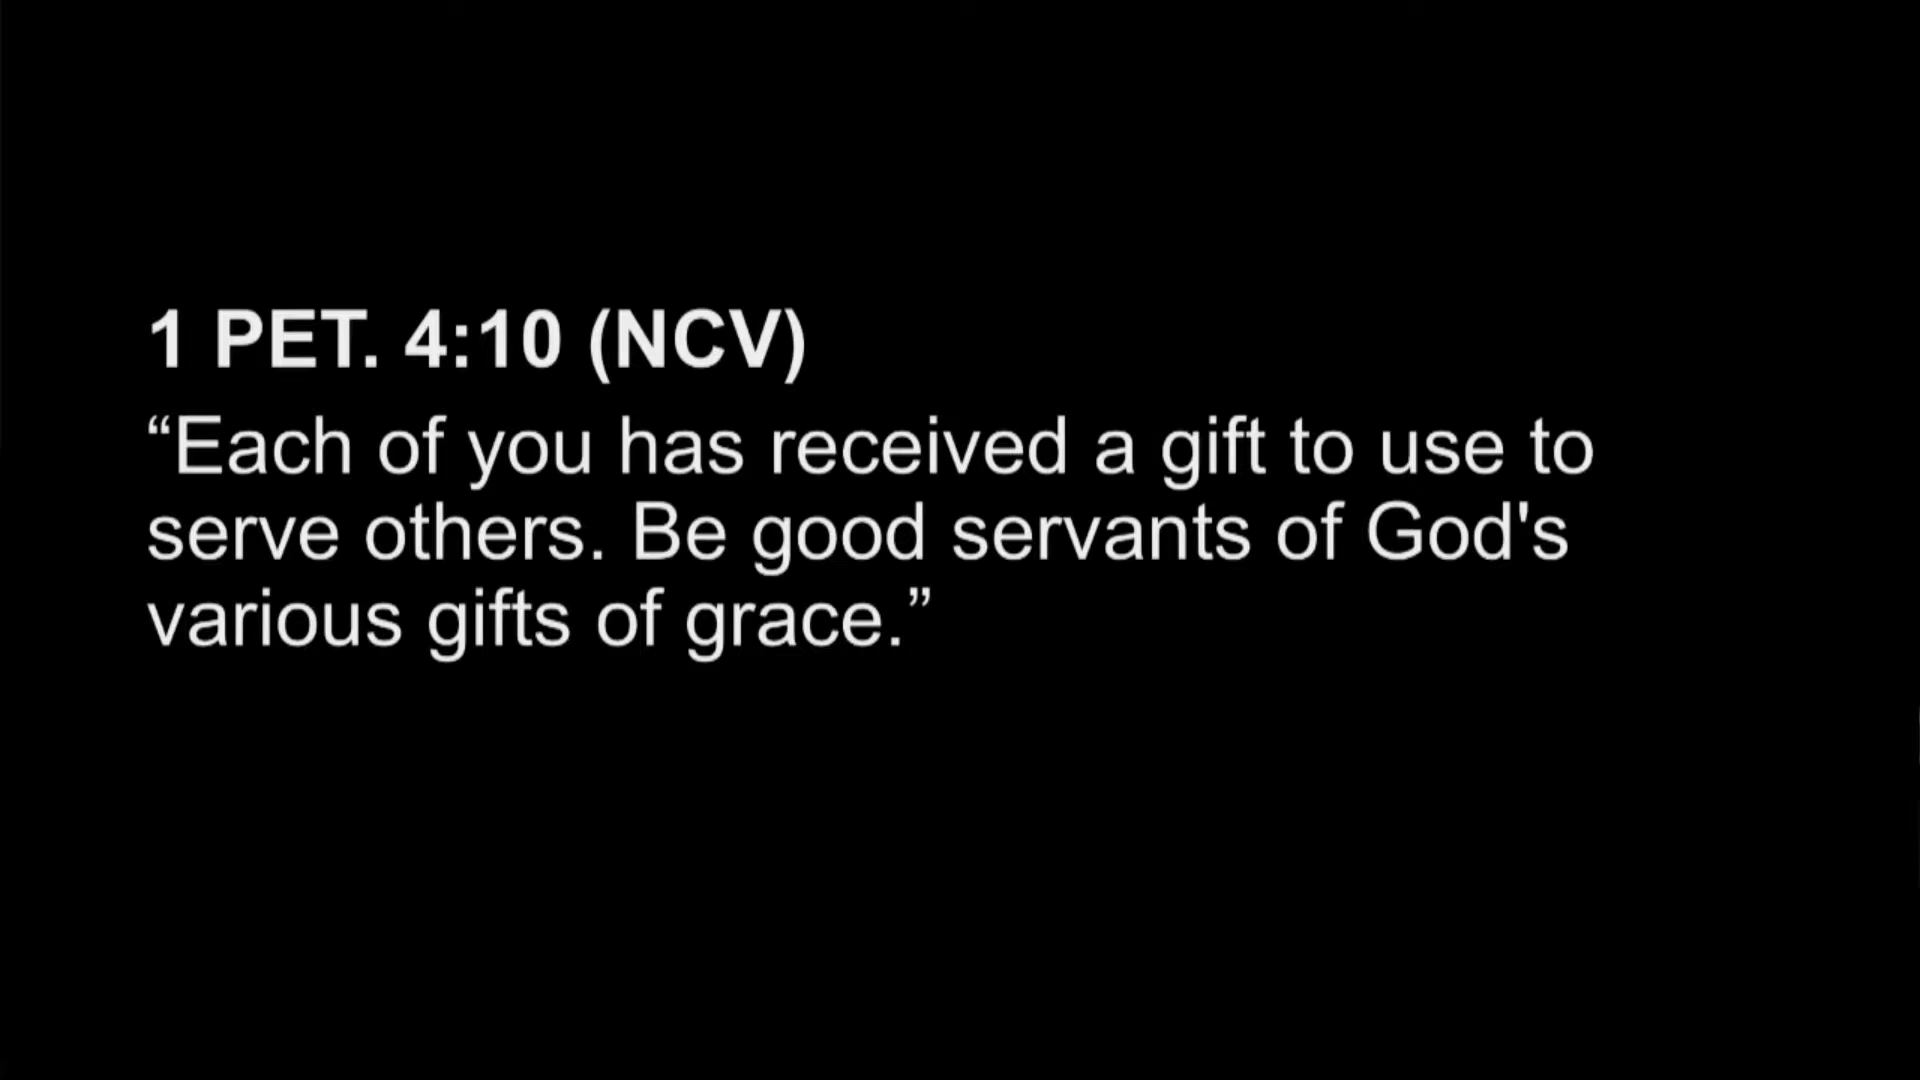 1 PET. 4:10 (NCV)
“Each of you has received a gift to use to
serve others. Be good servants of God's
various gifts of grace.”